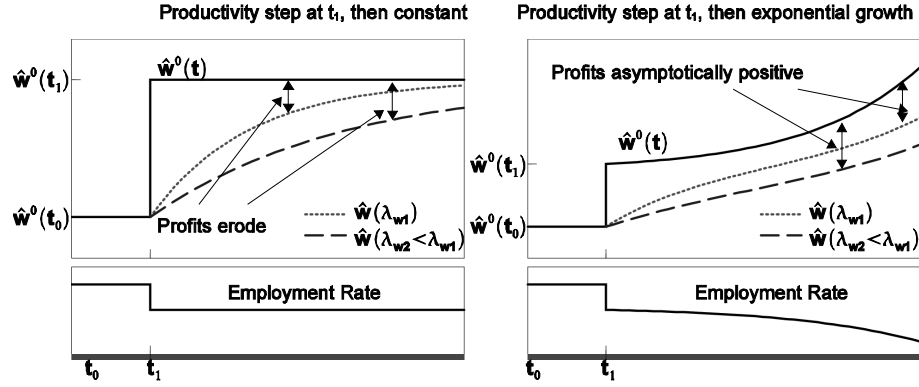 Productivity step at t₁, then constant
ŵ⁰(t₁)
ŵ⁰(t)
ŵ⁰(t₀)
Profits erode
ŵ(λw1)
ŵ(λw2<λw1)
Employment Rate
t₀ t₁
Productivity step at t₁, then exponential growth
Profits asymptotically positive
ŵ⁰(t)
ŵ⁰(t₁)
ŵ⁰(t₀)
ŵ(λw1)
ŵ(λw2<λw1)
Employment Rate
t₀ t₁